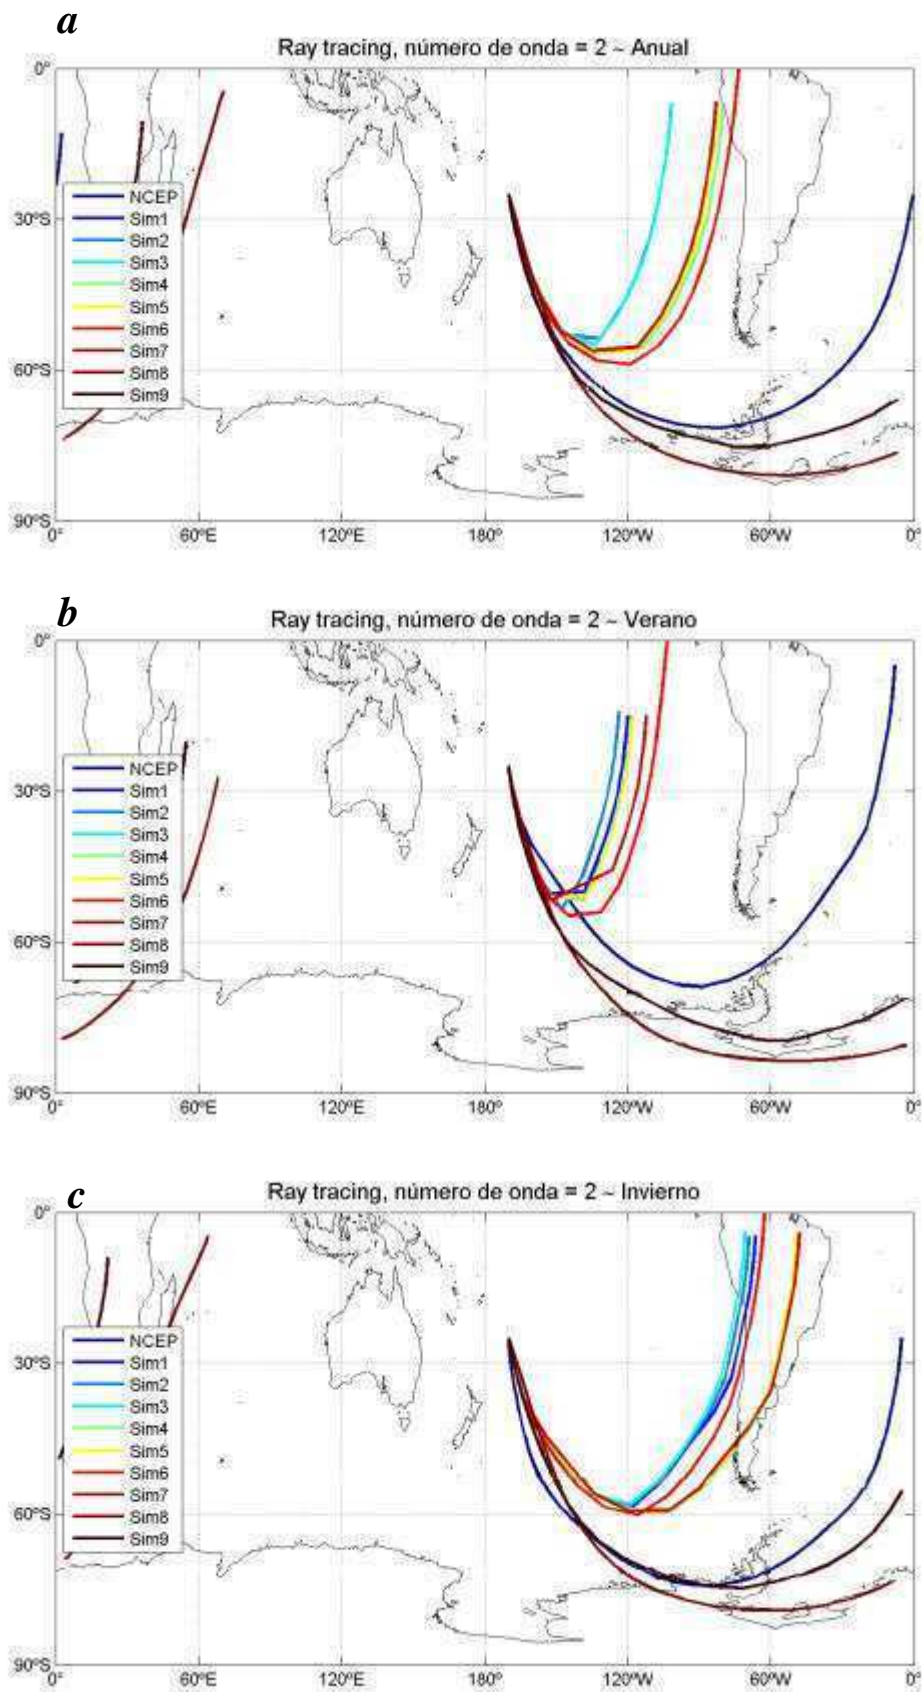 a
Ray tracing, número de onda = 2 ~ Anual
0°
30°S
60°S
90°S
NCEP
Sim1
Sim2
Sim3
Sim4
Sim5
Sim6
Sim7
Sim8
Sim9
0° 60°E 120°E 180° 120°W 60°W 0°
b
Ray tracing, número de onda = 2 ~ Verano
0°
30°S
60°S
90°S
NCEP
Sim1
Sim2
Sim3
Sim4
Sim5
Sim6
Sim7
Sim8
Sim9
0° 60°E 120°E 180° 120°W 60°W 0°
c
Ray tracing, número de onda = 2 ~ Invierno
0°
30°S
60°S
90°S
NCEP
Sim1
Sim2
Sim3
Sim4
Sim5
Sim6
Sim7
Sim8
Sim9
0° 60°E 120°E 180° 120°W 60°W 0°